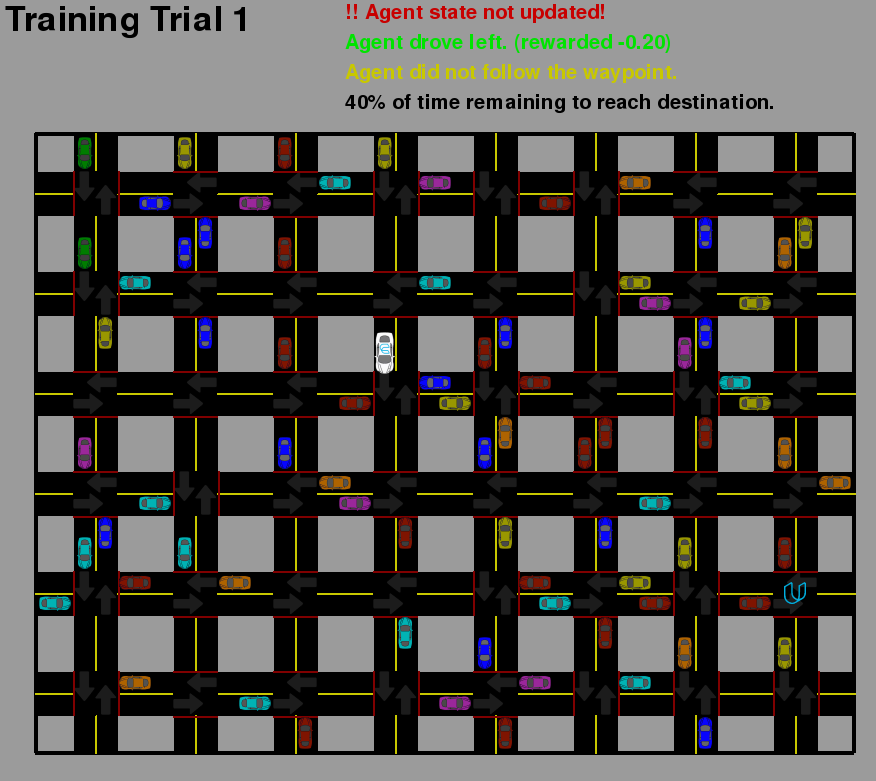 Training Trial 1
!! Agent state not updated!
Agent drove left. (rewarded -0.20)
Agent did not follow the waypoint.
40% of time remaining to reach destination.